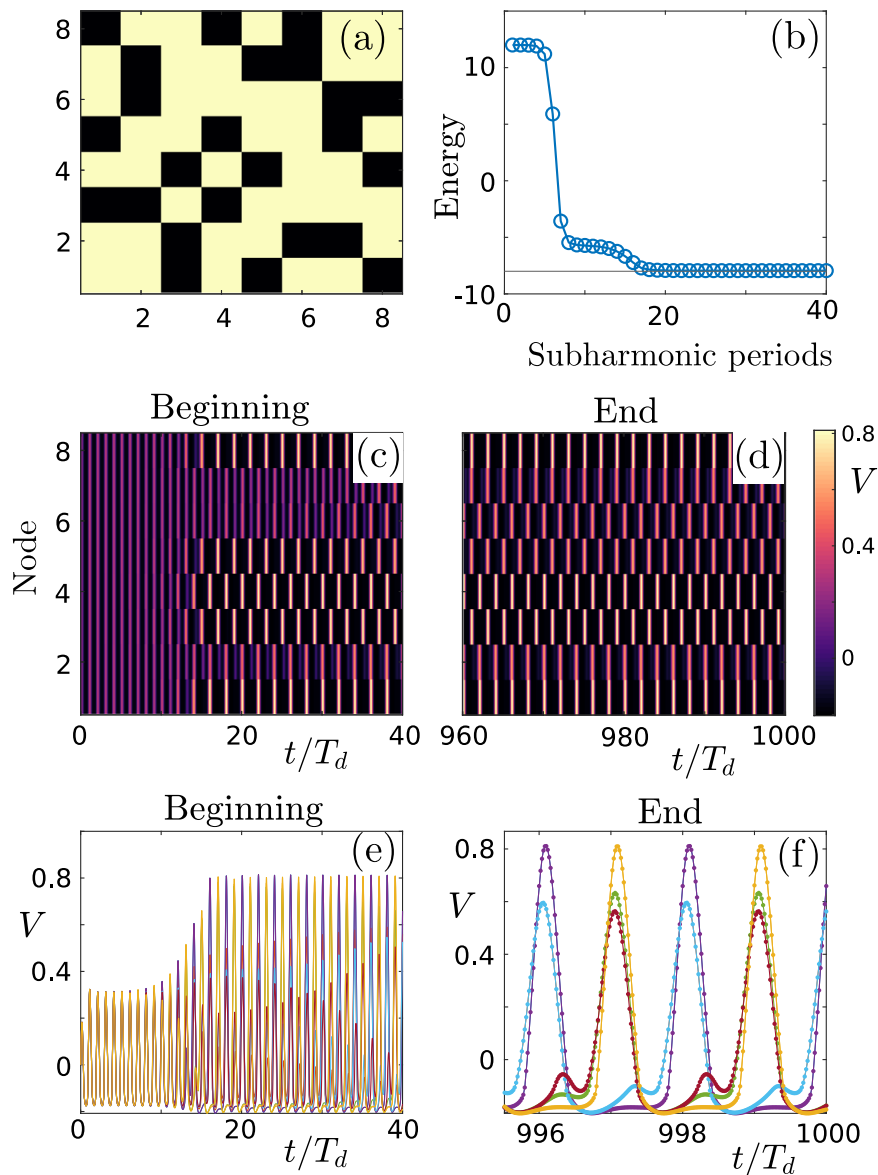 (a)
8
6
4
2
2 4 6 8
(b)
Energy
10
0
-10
0 20 40
Subharmonic periods
Beginning
(c)
Node
8
6
4
2
0 20 40
t/T_d
End
(d)
960 980 1000
t/T_d
0.8
V
0.4
0
Beginning
(e)
V
0.8
0.4
0
0 20 40
t/T_d
End
(f)
V
0.8
0.4
0
996 998 1000
t/T_d